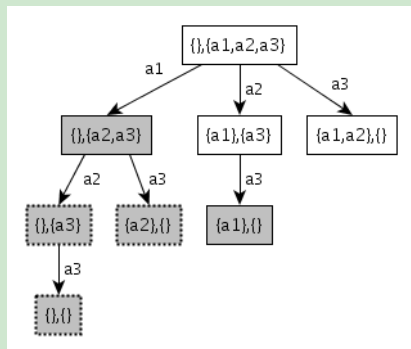 {},{a1,a2,a3}
a1
a2
a3
{},{a2,a3}
{a1},{a3}
{a1,a2},{}
a2
a3
a3
{},{a3}
{a2},{}
{a1},{}
a3
{},{}